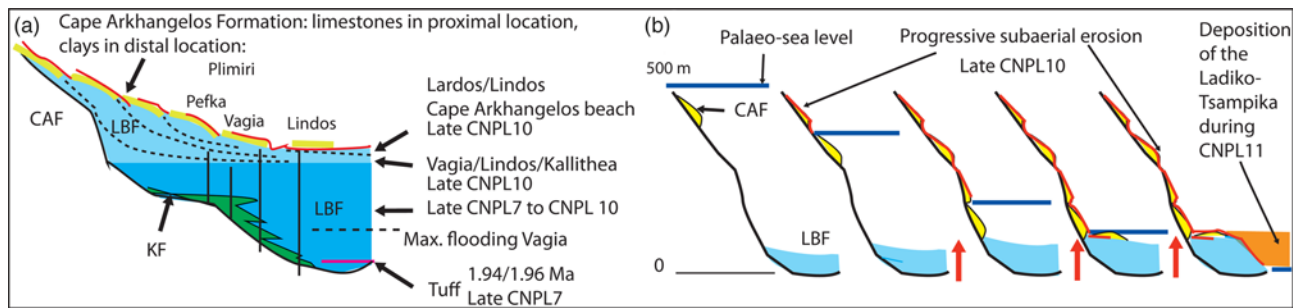 (a) Cape Arkhangelos Formation: limestones in proximal location,
clays in distal location:
Plimiri
Pefka
Vagia
Lindos
CAF
LBF
LBF
KF
Lardos/Lindos
Cape Arkhangelos beach
Late CNPL10
Vagia/Lindos/Kallithea
Late CNPL10
Late CNPL7 to CNPL 10
Max. flooding Vagia
1.94/1.96 Ma
Tuff
Late CNPL7
(b)
Palaeo-sea level
Progressive subaerial erosion
Late CNPL10
Deposition
of the
Ladiko-
Tsampika
during
CNPL11
500 m
CAF
LBF
0